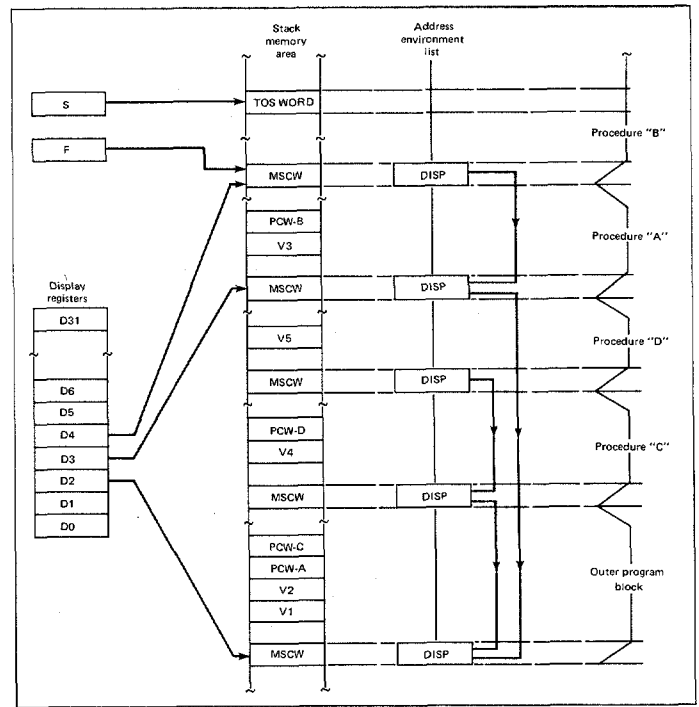 Stack
memory
area
Address
environment
list
S
TOS WORD
Procedure "B"
F
MSCW
DISP
PCW-B
V3
Procedure "A"
Display
registers
MSCW
DISP
D31
V5
Procedure "D"
MSCW
DISP
D6
D5
D4
D3
D2
D1
D0
PCW-D
V4
Procedure "C"
MSCW
DISP
PCW-C
PCW-A
V2
V1
Outer program
block
MSCW
DISP